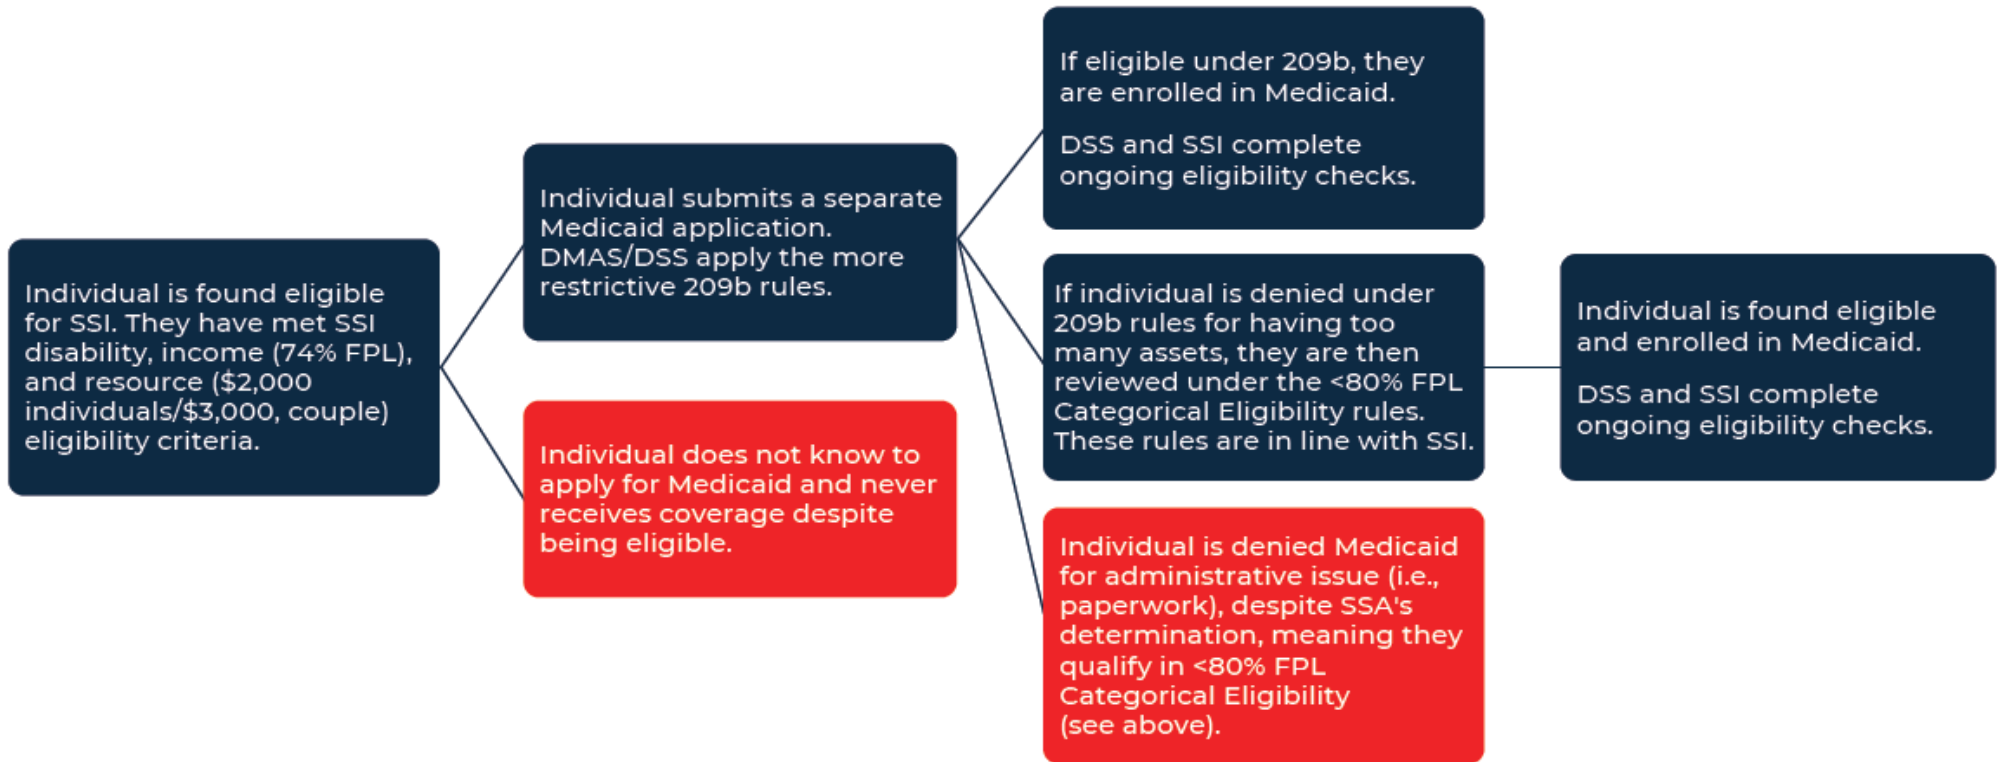 Individual is found eligible
for SSI. They have met SSI
disability, income (74% FPL),
and resource ($2,000
individuals/$3,000, couple)
eligibility criteria.
Individual submits a separate
Medicaid application.
DMAS/DSS apply the more
restrictive 209b rules.
Individual does not know to
apply for Medicaid and never
receives coverage despite
being eligible.
If eligible under 209b, they
are enrolled in Medicaid.
DSS and SSI complete
ongoing eligibility checks.
If individual is denied under
209b rules for having too
many assets, they are then
reviewed under the <80% FPL
Categorical Eligibility rules.
These rules are in line with SSI.
Individual is denied Medicaid
for administrative issue (i.e.,
paperwork), despite SSA's
determination, meaning they
qualify in <80% FPL
Categorical Eligibility
(see above).
Individual is found eligible
and enrolled in Medicaid.
DSS and SSI complete
ongoing eligibility checks.